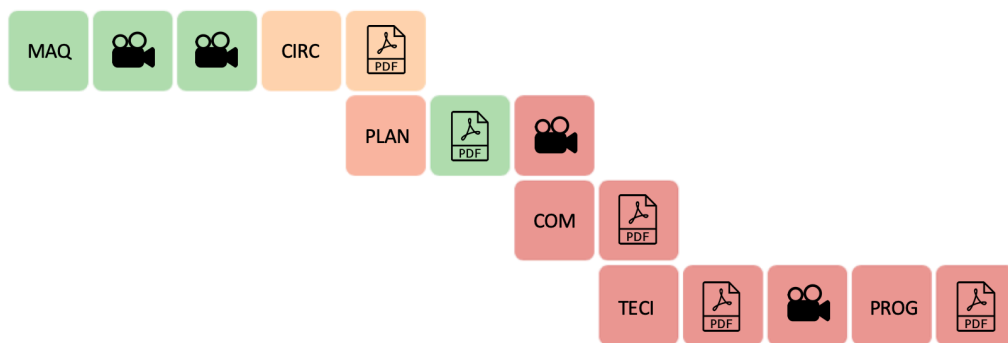 MAQ CIRC PDF
PLAN PDF
COM PDF
TECI PDF PROG PDF